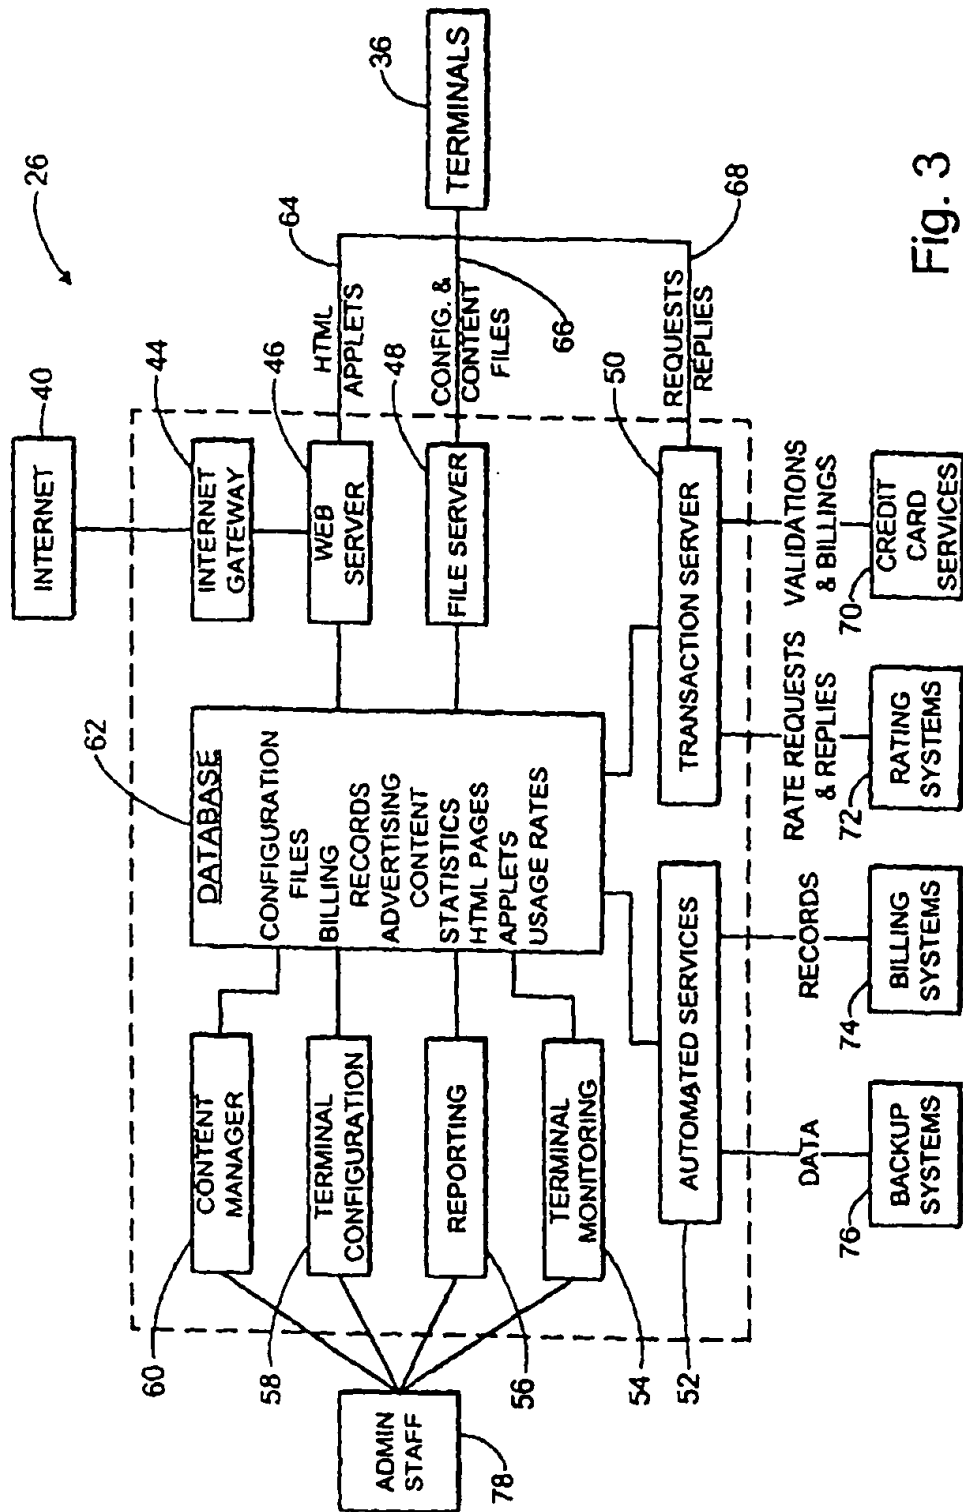 26
INTERNET
40
INTERNET
GATEWAY
44
WEB
SERVER
46
HTML
APPLETS
64
FILE SERVER
48
CONFIG. &
CONTENT
FILES
66
TERMINALS
36
REQUESTS
REPLIES
68
62
DATABASE
CONFIGURATION
FILES
BILLING
RECORDS
ADVERTISING
CONTENT
STATISTICS
HTML PAGES
APPLETS
USAGE RATES
CONTENT
MANAGER
60
TERMINAL
CONFIGURATION
58
REPORTING
56
TERMINAL
MONITORING
54
ADMIN
STAFF
78
AUTOMATED SERVICES
52
TRANSACTION SERVER
50
DATA
RECORDS
RATE REQUESTS
& REPLIES
VALIDATIONS
& BILLINGS
76
BACKUP
SYSTEMS
74
BILLING
SYSTEMS
72
RATING
SYSTEMS
70
CREDIT
CARD
SERVICES
Fig. 3